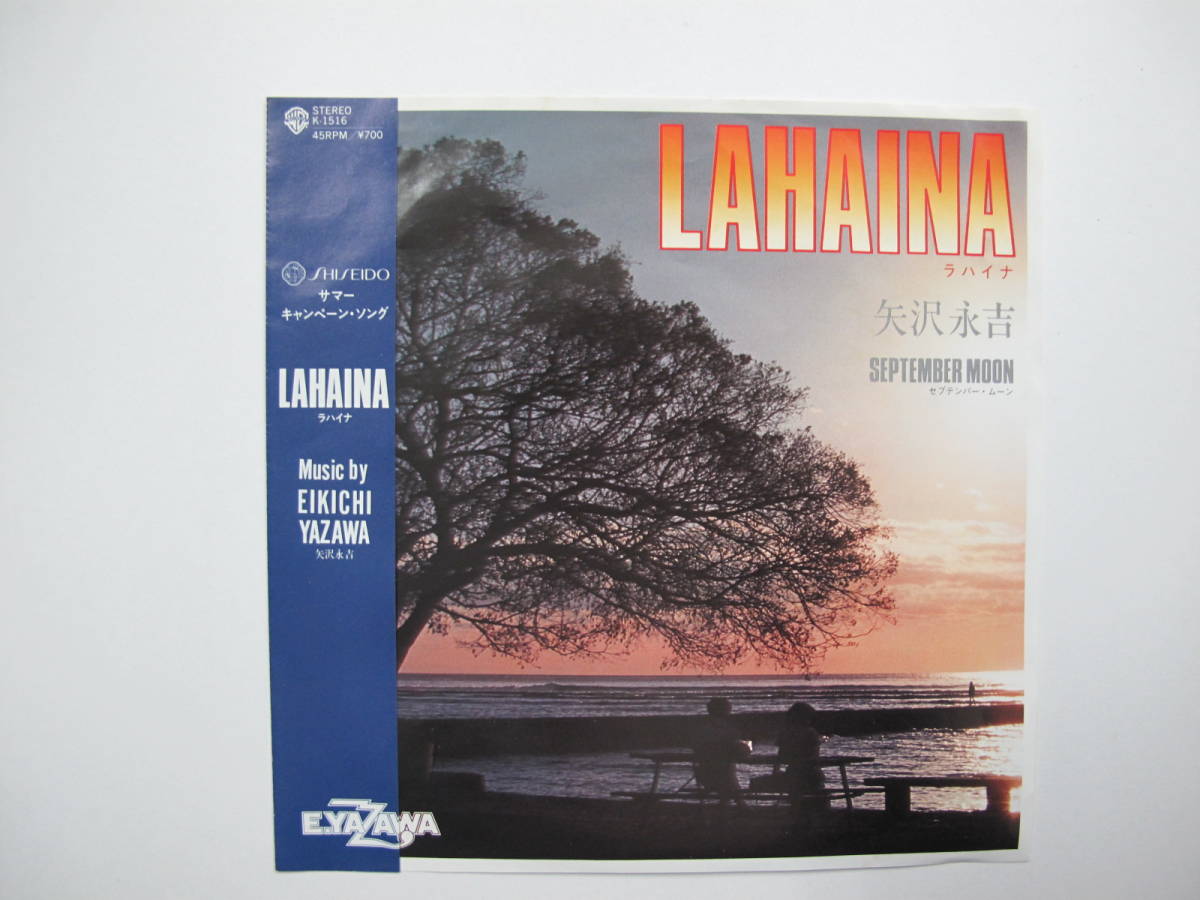 STEREO
K-1516
45RPM/¥700
SHISEIDO
サマー
キャンペーン・ソング
LAHAINA
ラハイナ
Music by
EIKICHI
YAZAWA
矢沢永吉
E.YAZAWA
LAHAINA
ラハイナ
矢沢永吉
SEPTEMBER MOON
セプテンバー・ムーン